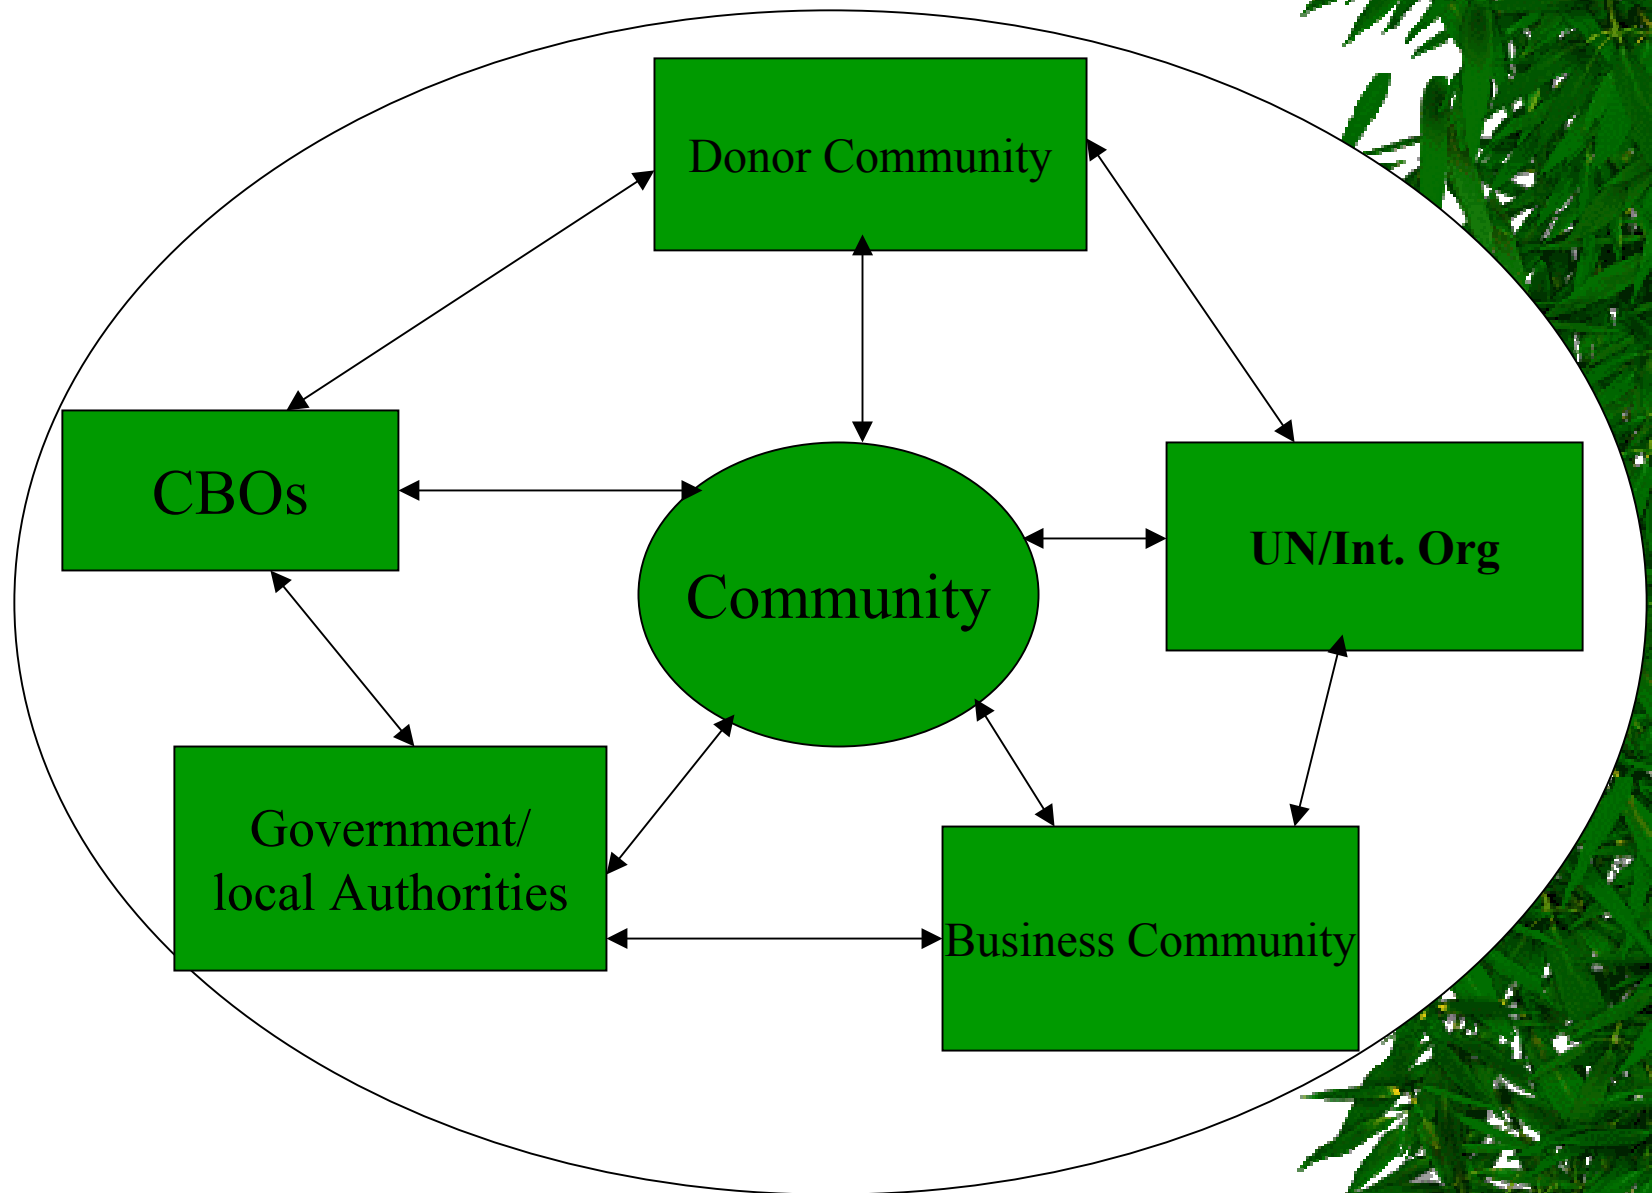 Donor Community
CBOs
UN/Int. Org
Community
Government/
local Authorities
Business Community